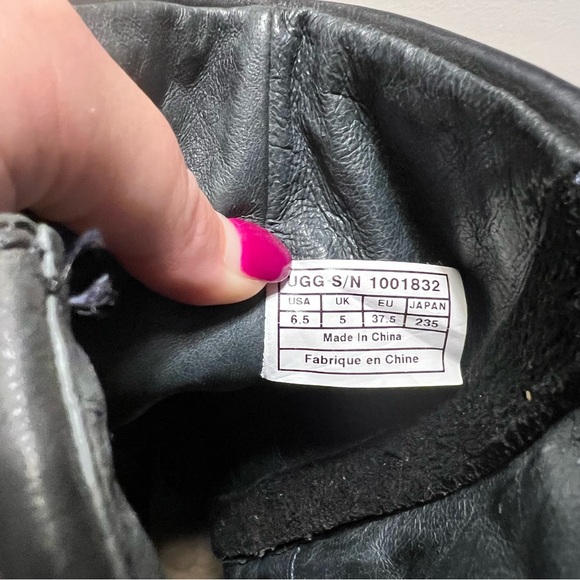 UGG S/N 1001832
USA UK EU JAPAN
6.5 5 37.5 235
Made In China
Fabrique en Chine